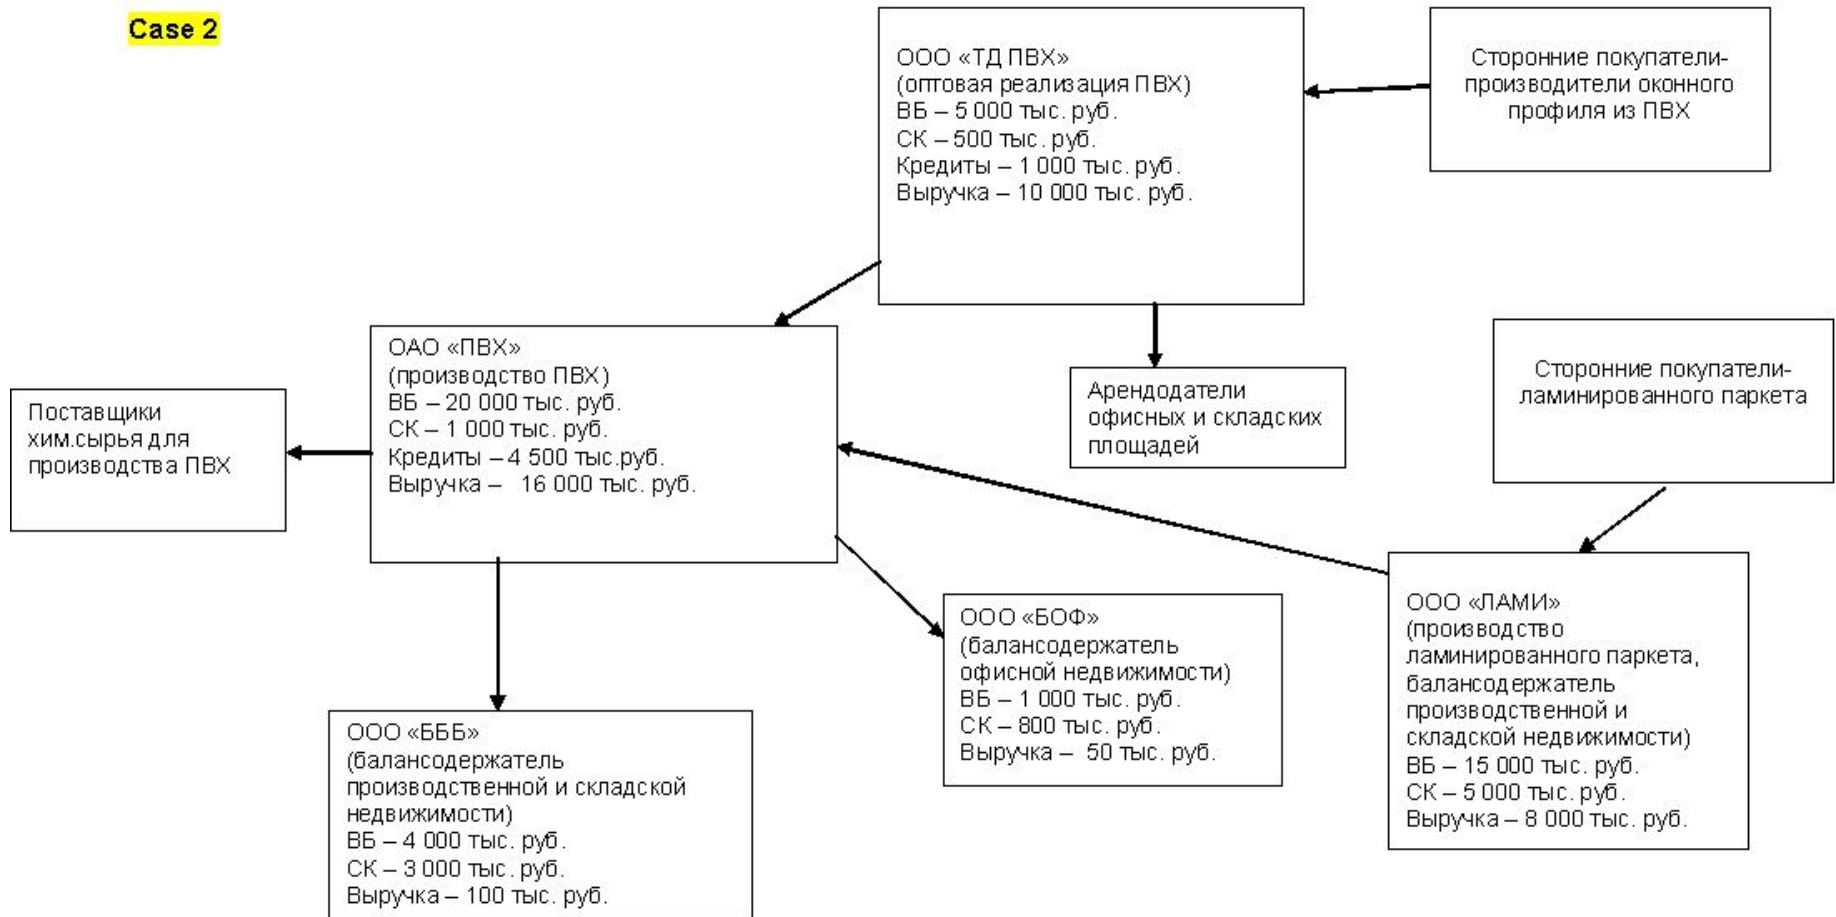 Case 2
ООО «ТД ПВХ»
(оптовая реализация ПВХ)
ВБ – 5 000 тыс. руб.
СК – 500 тыс. руб.
Кредиты – 1 000 тыс. руб.
Выручка – 10 000 тыс. руб.
Сторонние покупатели-
производители оконного
профиля из ПВХ
ОАО «ПВХ»
(производство ПВХ)
ВБ – 20 000 тыс. руб.
СК – 1 000 тыс. руб.
Кредиты – 4 500 тыс.руб.
Выручка – 16 000 тыс. руб.
Поставщики
хим.сырья для
производства ПВХ
Арендодатели
офисных и складских
площадей
Сторонние покупатели-
ламинированного паркета
ООО «БОФ»
(балансодержатель
офисной недвижимости)
ВБ – 1 000 тыс. руб.
СК – 800 тыс. руб.
Выручка – 50 тыс. руб.
ООО «ЛАМИ»
(производство
ламинированного паркета,
балансодержатель
производственной и
складской недвижимости)
ВБ – 15 000 тыс. руб.
СК – 5 000 тыс. руб.
Выручка – 8 000 тыс. руб.
ООО «БББ»
(балансодержатель
производственной и складской
недвижимости)
ВБ – 4 000 тыс. руб.
СК – 3 000 тыс. руб.
Выручка – 100 тыс. руб.